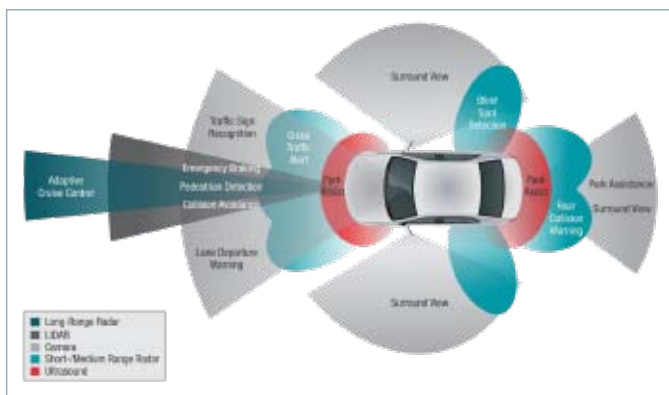 Surround View
Traffic Sign
Recognition
Cross
Traffic
Alert
Blind
Spot
Detection
Adaptive
Cruise Control
Emergency Braking
Pedestrian Detection
Collision Avoidance
Park
Assist
Park
Assist
Rear
Collision
Warning
Park Assistance/
Surround View
Lane Departure
Warning
Surround View
Long-Range Radar
LIDAR
Camera
Short-/Medium Range Radar
Ultrasound